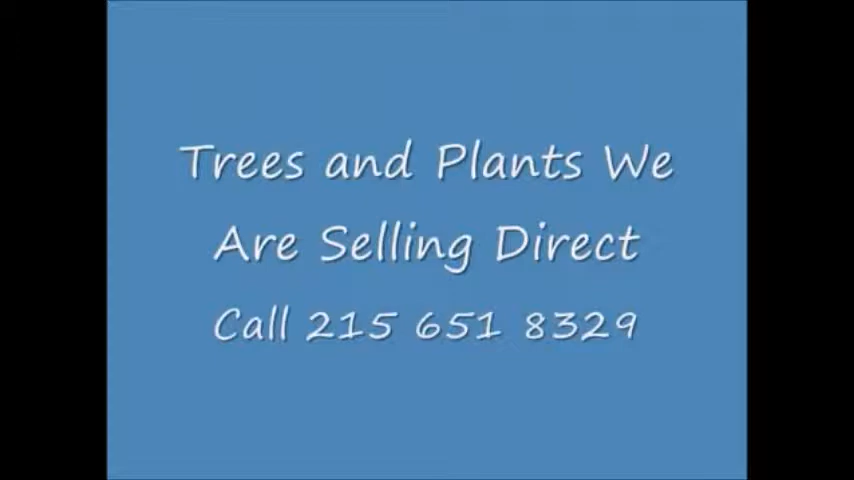 Trees and Plants We
Are Selling Direct
Call 215 651 8329